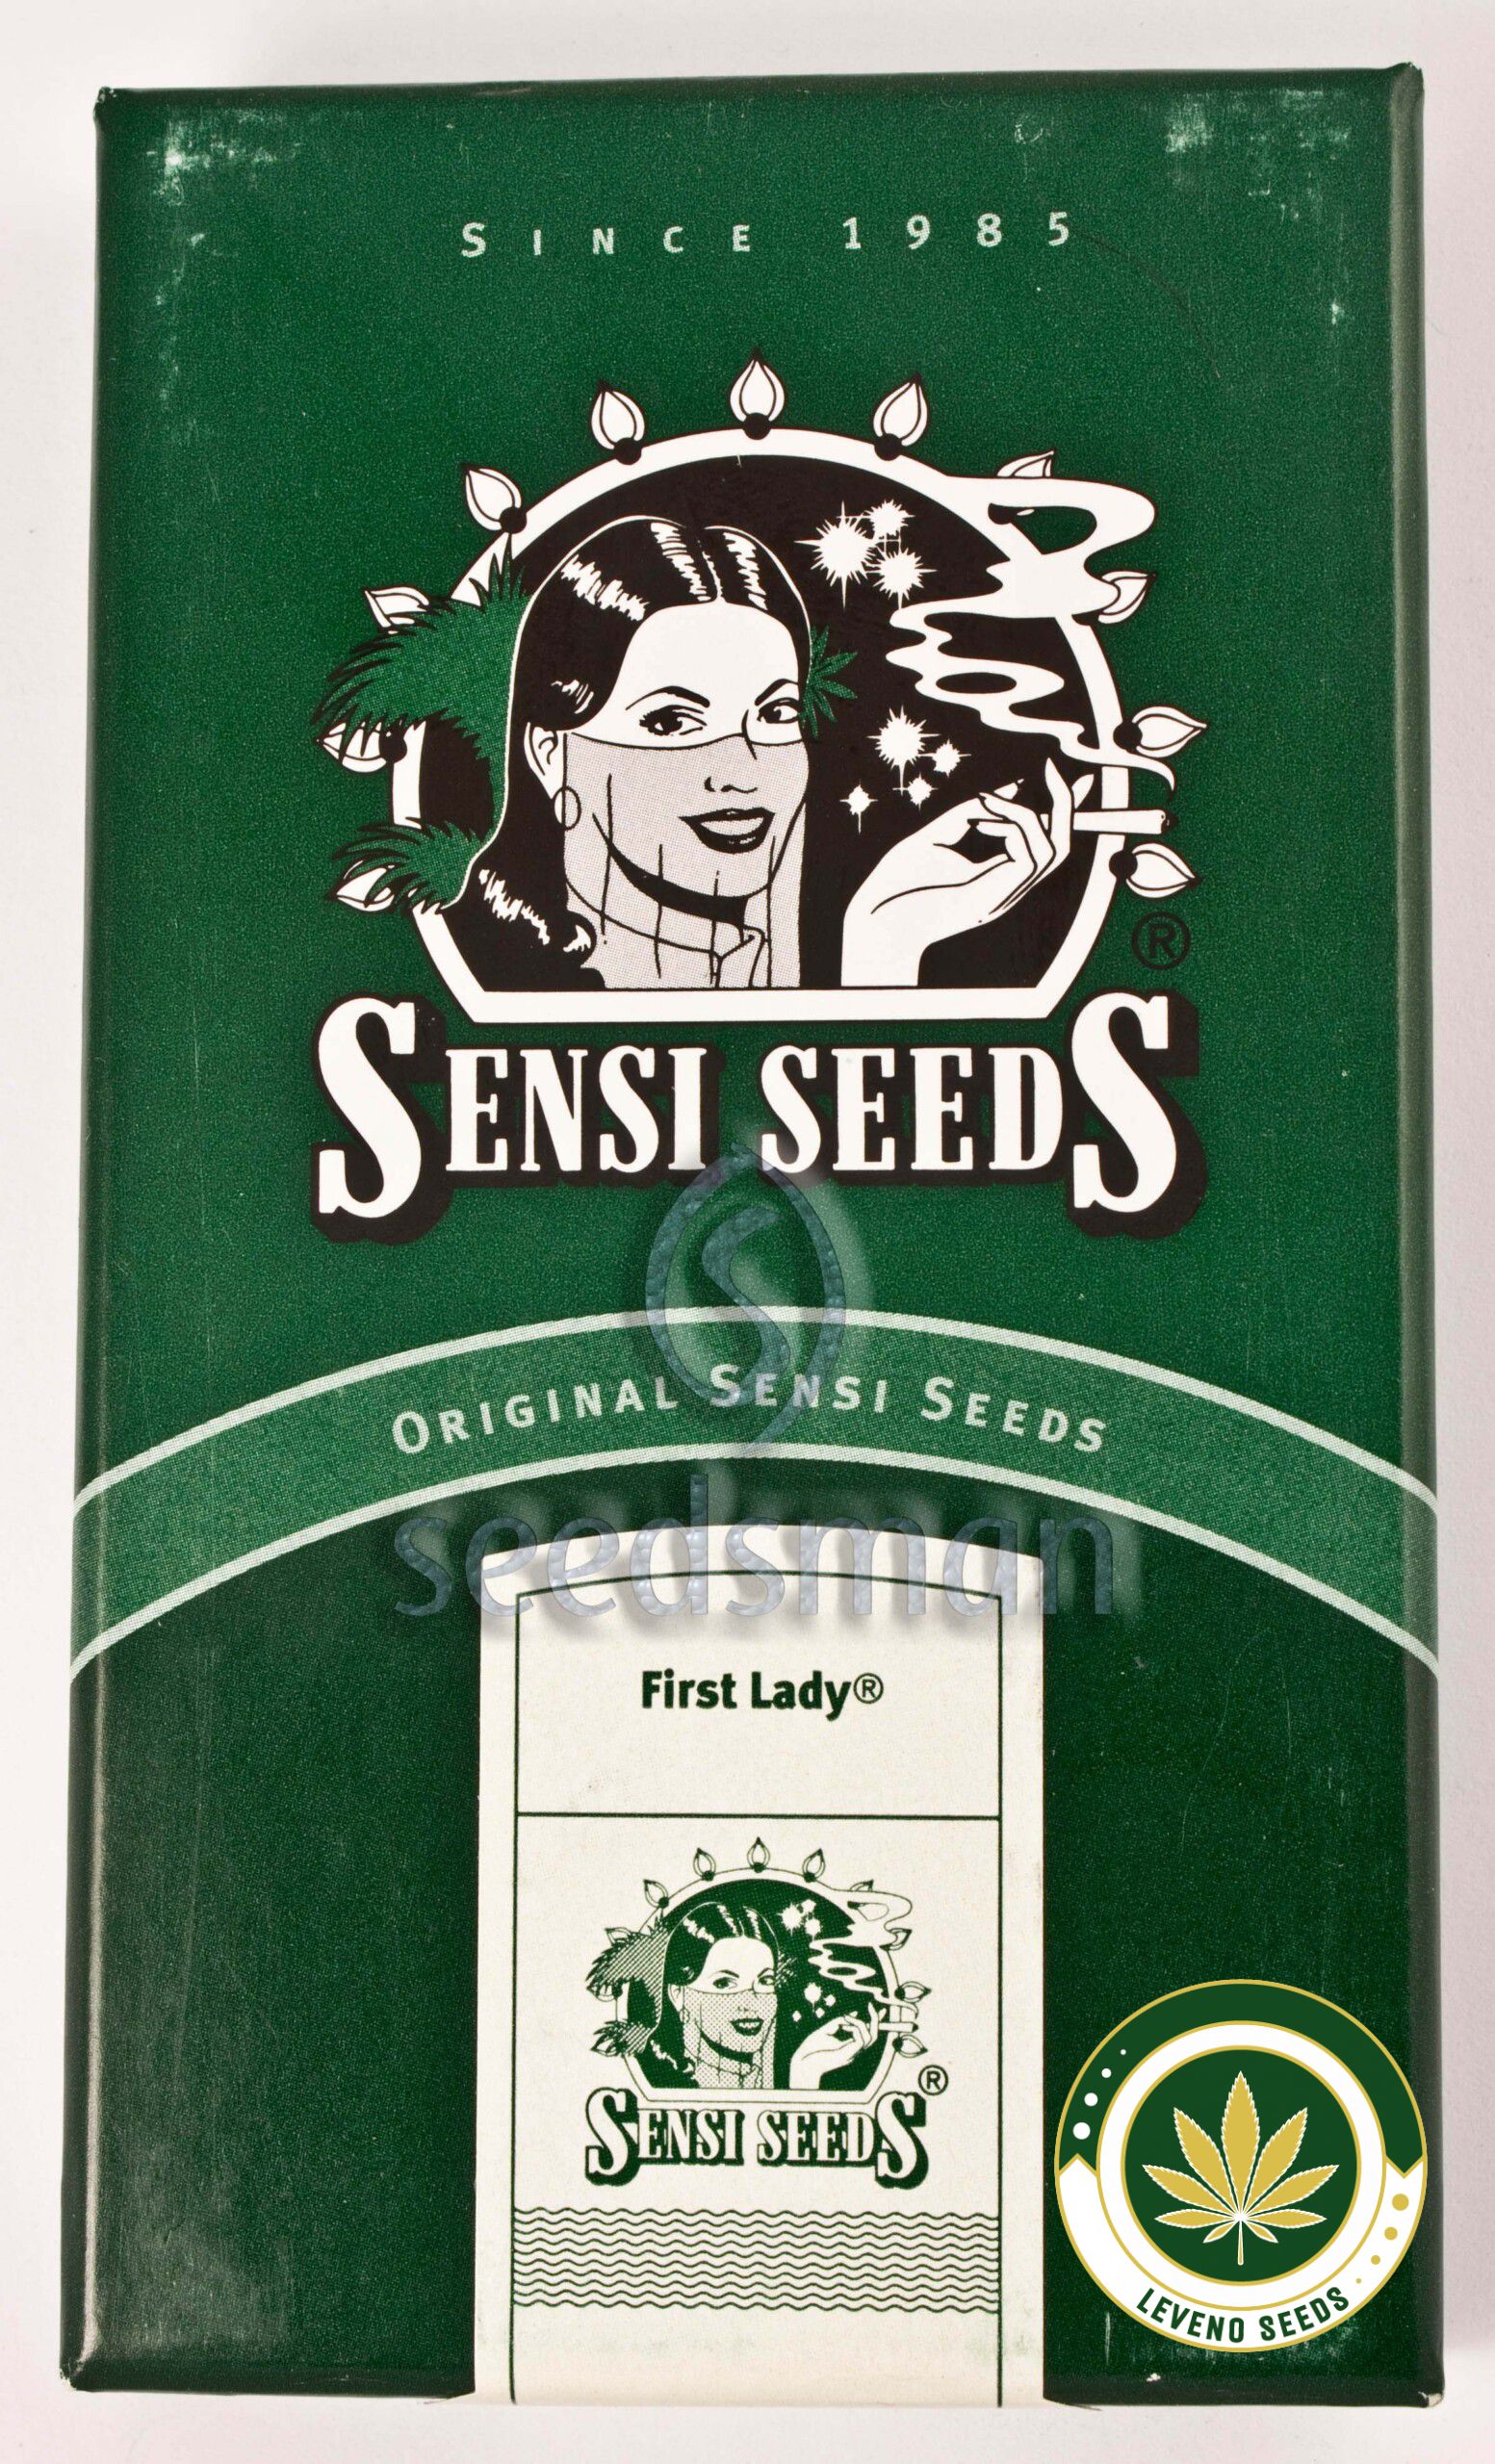 SINCE 1985
®
SENSI SEEDS
ORIGINAL SENSI SEEDS
seedsman
First Lady®
®
SENSI SEEDS
LEVENO SEEDS